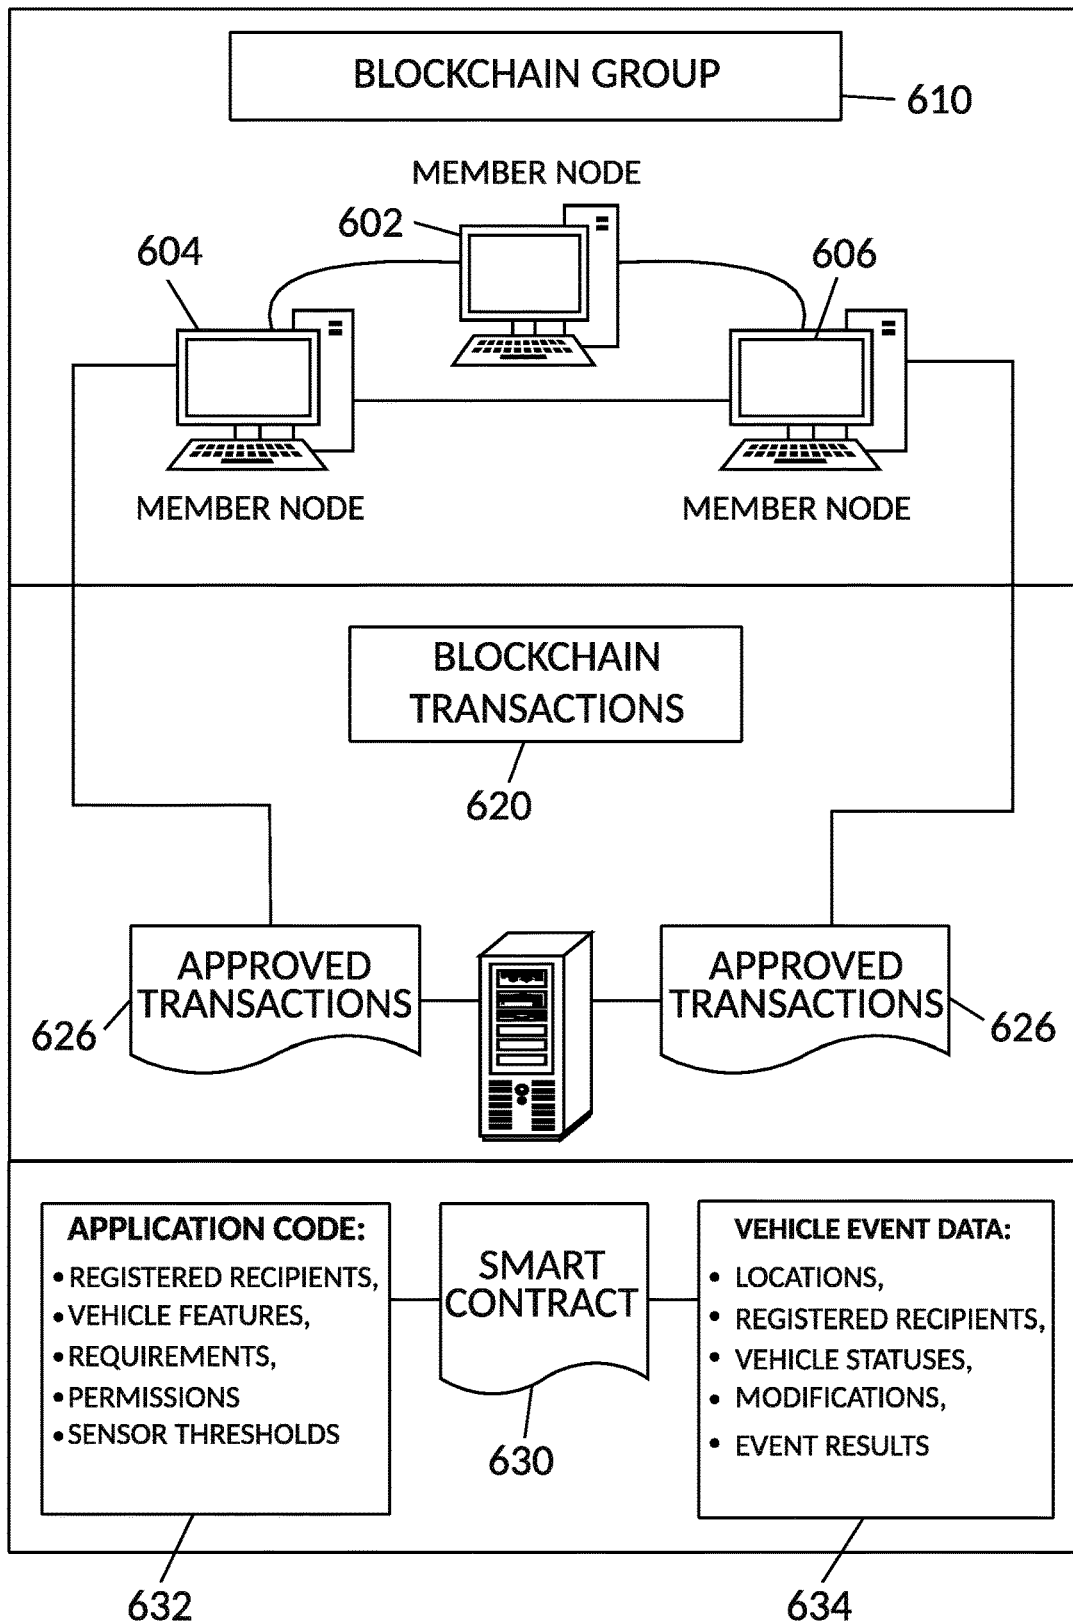 BLOCKCHAIN GROUP
610
MEMBER NODE
602
604
606
MEMBER NODE
MEMBER NODE
BLOCKCHAIN
TRANSACTIONS
620
APPROVED
TRANSACTIONS
626
APPROVED
TRANSACTIONS
626
APPLICATION CODE:
• REGISTERED RECIPIENTS,
• VEHICLE FEATURES,
• REQUIREMENTS,
• PERMISSIONS
• SENSOR THRESHOLDS
632
SMART
CONTRACT
630
VEHICLE EVENT DATA:
• LOCATIONS,
• REGISTERED RECIPIENTS,
• VEHICLE STATUSES,
• MODIFICATIONS,
• EVENT RESULTS
634